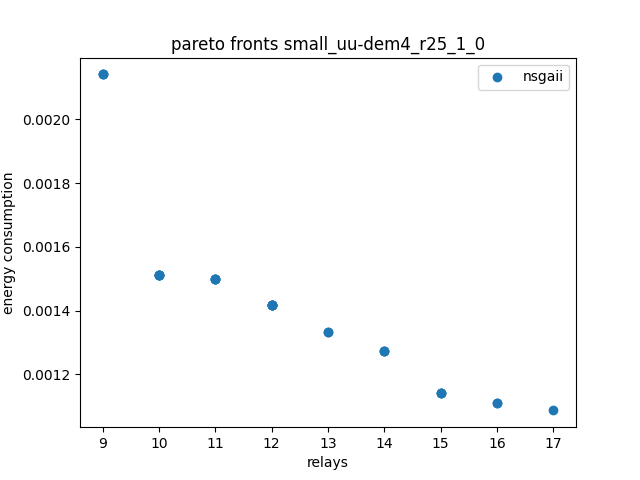 pareto fronts small_uu-dem4_r25_1_0
nsgaii
energy consumption
0.0020
0.0018
0.0016
0.0014
0.0012
9 10 11 12 13 14 15 16 17
relays